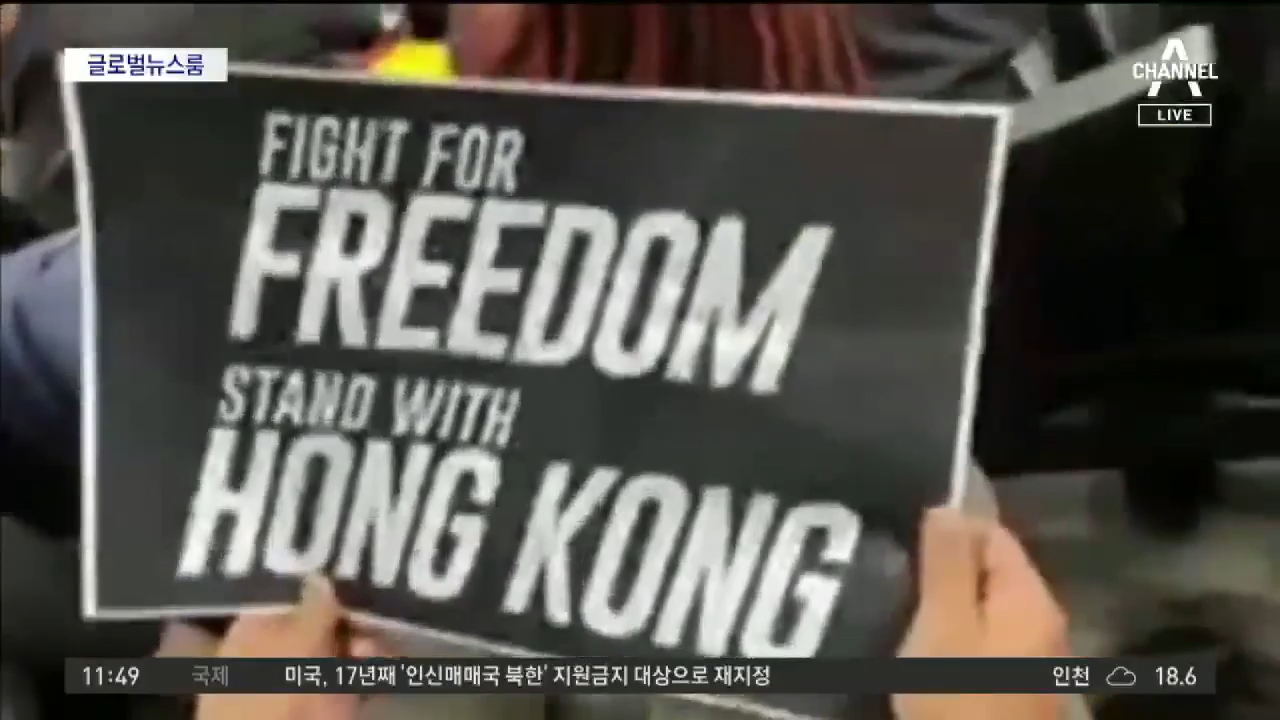 글로벌뉴스룸
CHANNEL A
LIVE
FIGHT FOR
FREEDOM
STAND WITH
HONG KONG
11:49 국제 미국, 17년째 '인신매매국 북한' 지원금지 대상으로 재지정 인천 18.6